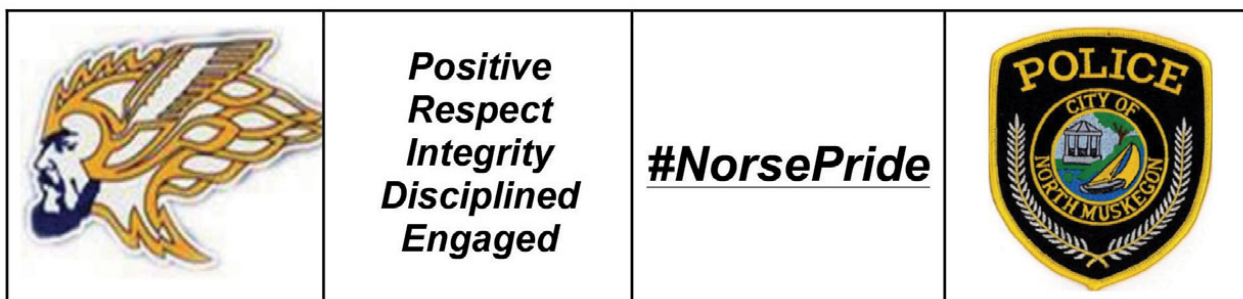 Positive
Respect
Integrity
Disciplined
Engaged
#NorsePride
POLICE
CITY OF
NORTH MUSKEGON